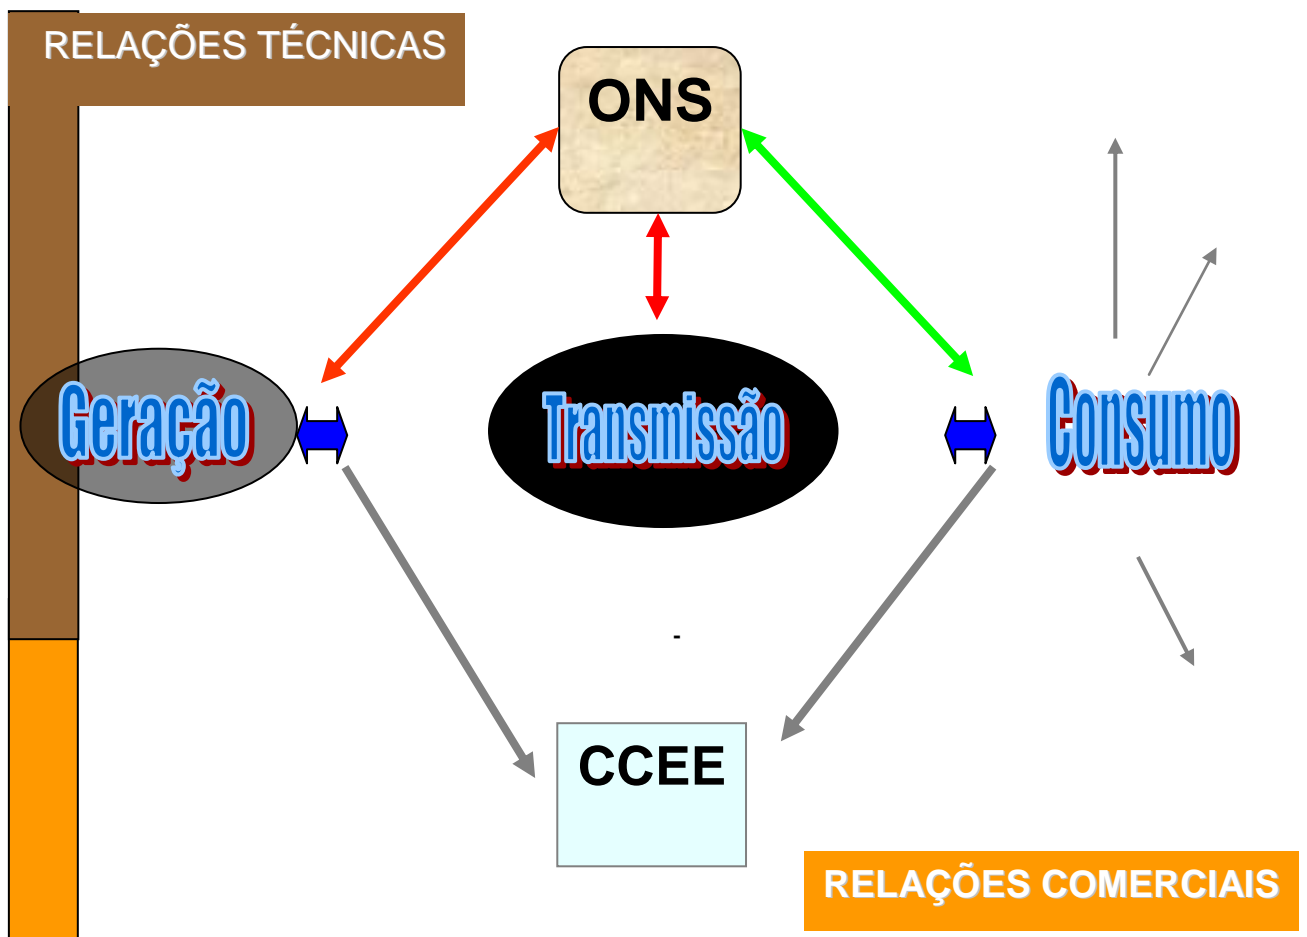 RELAÇÕES TÉCNICAS
ONS
Geração
Transmissão
Consumo
-
CCEE
RELAÇÕES COMERCIAIS